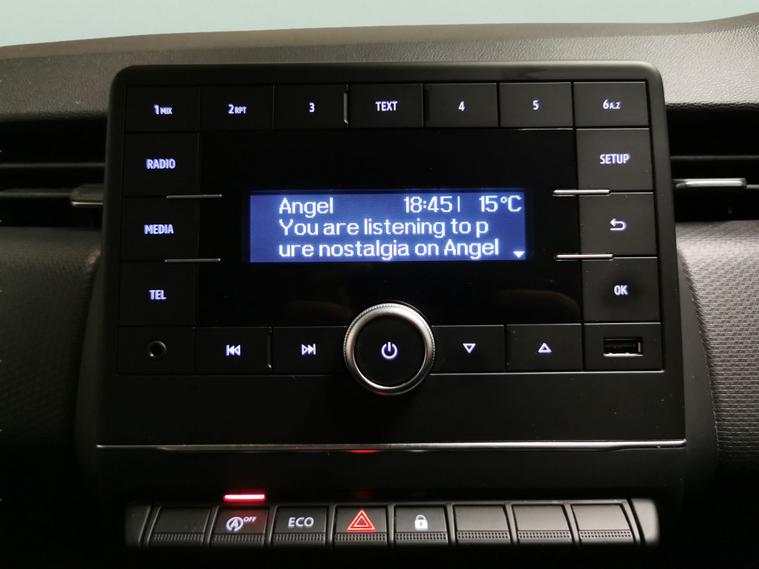 1MIX 2RPT 3 TEXT 4 5 6A.Z
RADIO
SETUP
Angel 18:45 15°C
You are listening to p
ure nostalgia on Angel
MEDIA
TEL
OK
A OFF ECO